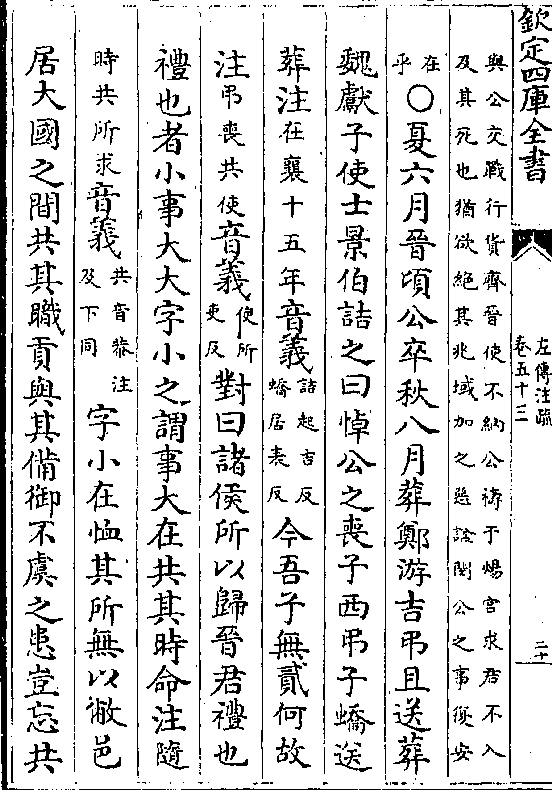 欽定四庫全書
左傳注疏
卷五十三
二十
與公交戰行貨齊晉使不納公禱于煬宫求君不入
及其死也猶欲絶其兆域加之惡諡閔公之事復安
在
乎
○夏六月晉頃公卒秋八月葬鄭游吉弔且送葬
魏獻子使士景伯詰之曰悼公之喪子西弔子蟜送
葬注在襄十五年音義詰起吉反蟜居表反今吾子無貳何故
注弔喪共使音義使所吏反對曰諸侯所以歸晉君禮也
禮也者小事大大字小之謂事大在共其時命注隨
時共所求音義共音恭注及下同字小在恤其所無以敝邑
居大國之間共其職貢與其備御不虞之患豈忘共